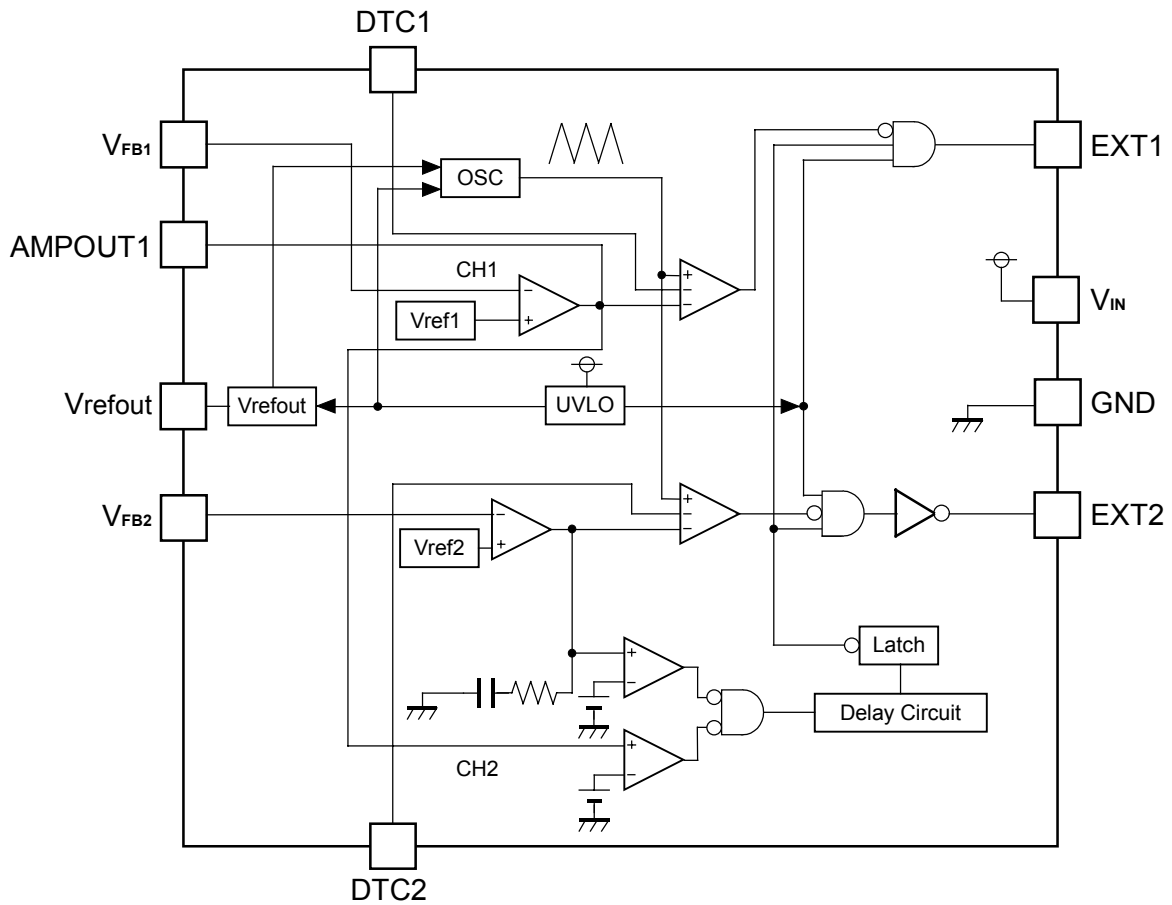 DTC1
VFB1
EXT1
OSC
AMPOUT1
CH1
+
−
−
−
+
Vref1
VIN
Vrefout
Vrefout
UVLO
GND
VFB2
EXT2
+
−
−
−
+
Vref2
Latch
+
−
Delay Circuit
+
−
CH2
DTC2